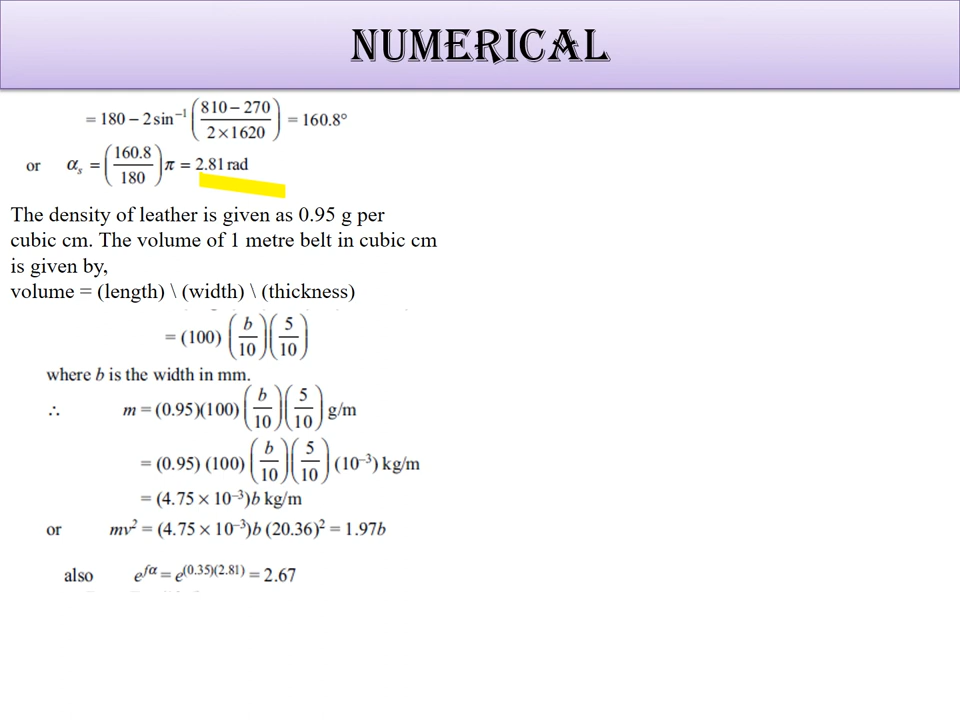 NUMERICAL
= 180 – 2 sin⁻¹ ((810 – 270)/(2 × 1620)) = 160.8°
or αₛ = (160.8/180) π = 2.81 rad
The density of leather is given as 0.95 g per
cubic cm. The volume of 1 metre belt in cubic cm
is given by,
volume = (length) \ (width) \ (thickness)
= (100) (b/10)(5/10)
where b is the width in mm.
∴ m = (0.95)(100) (b/10)(5/10) g/m
= (0.95) (100) (b/10)(5/10) (10⁻³) kg/m
= (4.75 × 10⁻³)b kg/m
or mv² = (4.75 × 10⁻³)b (20.36)² = 1.97b
also e^(fα) = e^((0.35)(2.81)) = 2.67